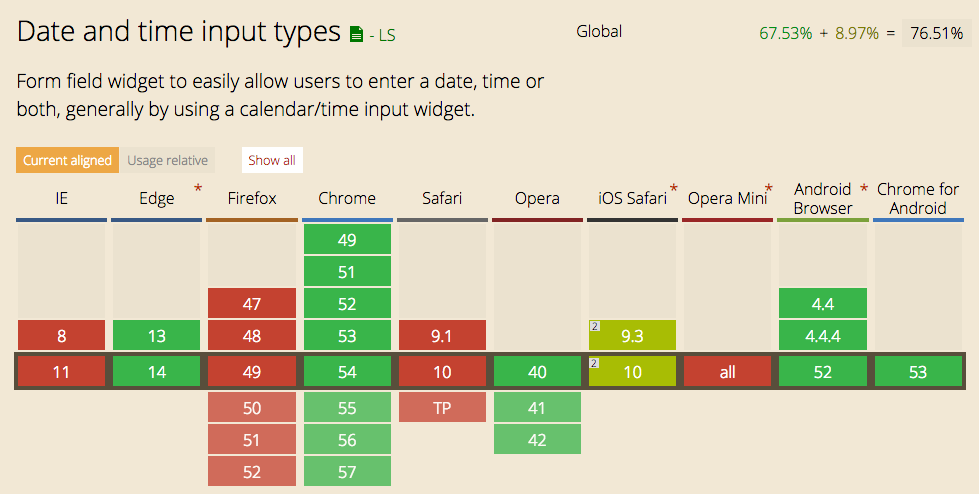 Date and time input types - LS
Global
67.53% + 8.97% = 76.51%
Form field widget to easily allow users to enter a date, time or
both, generally by using a calendar/time input widget.
Current aligned Usage relative Show all
IE Edge * Firefox Chrome Safari Opera iOS Safari * Opera Mini * Android Browser * Chrome for Android
49
51
47 52 4.4
8 13 48 53 9.1 2 9.3 4.4.4
11 14 49 54 10 40 2 10 all 52 53
50 55 TP 41
51 56 42
52 57